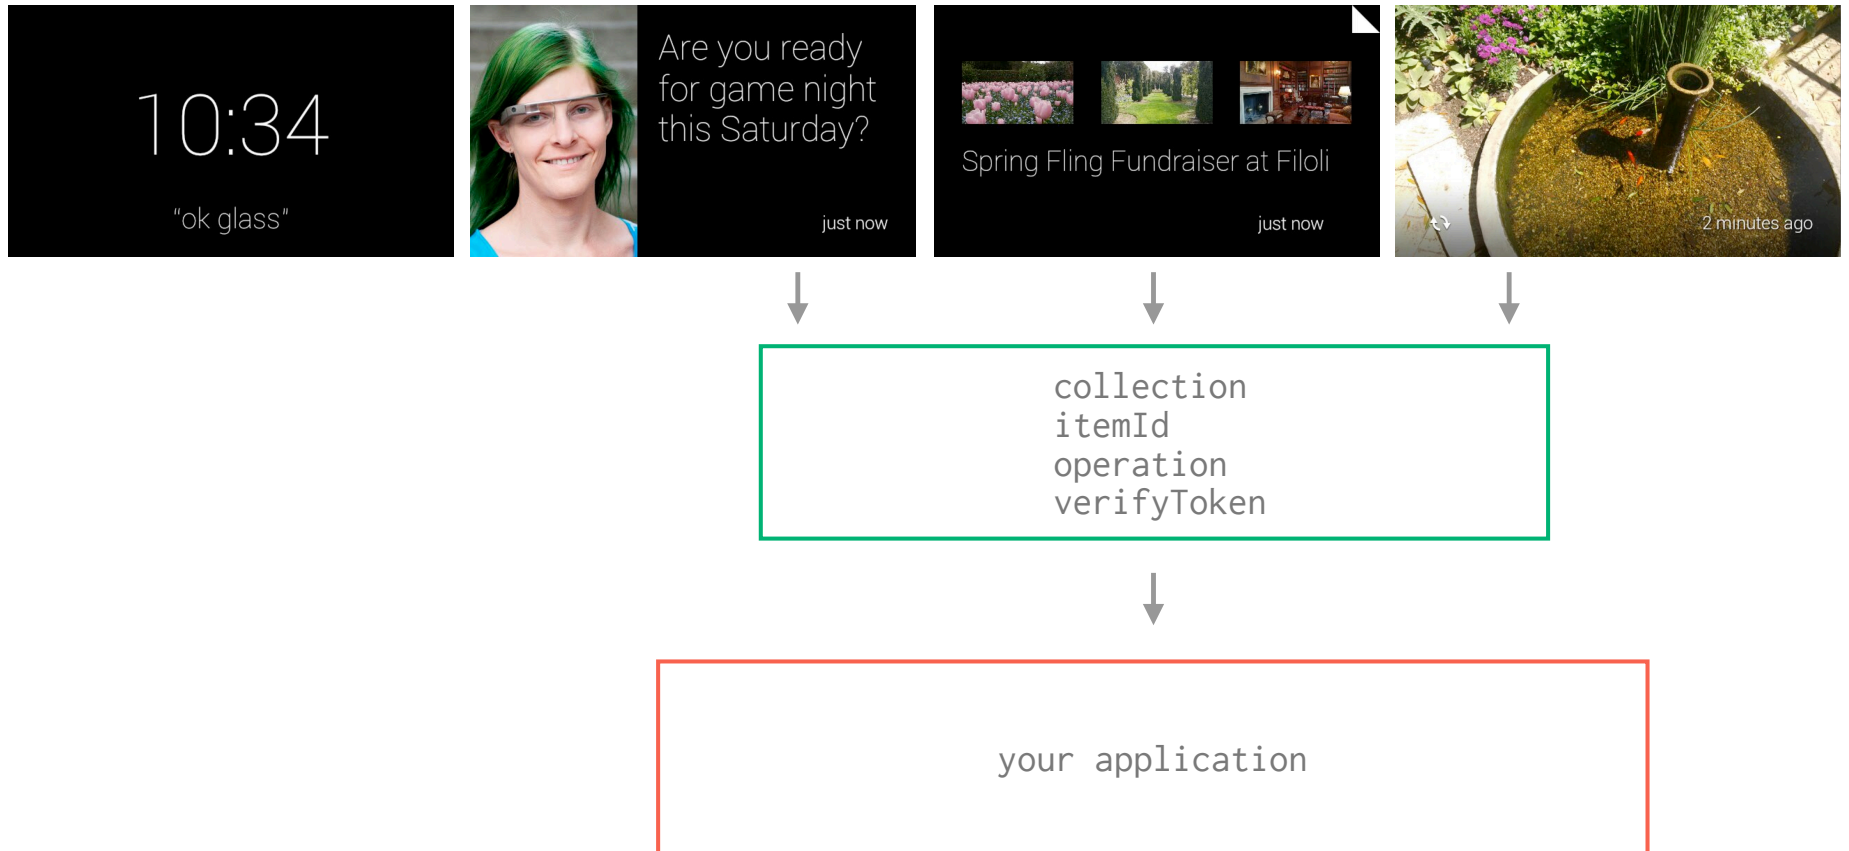 10:34
“ok glass”
Are you ready
for game night
this Saturday?
just now
Spring Fling Fundraiser at Filoli
just now
2 minutes ago
collection
itemId
operation
verifyToken
your application